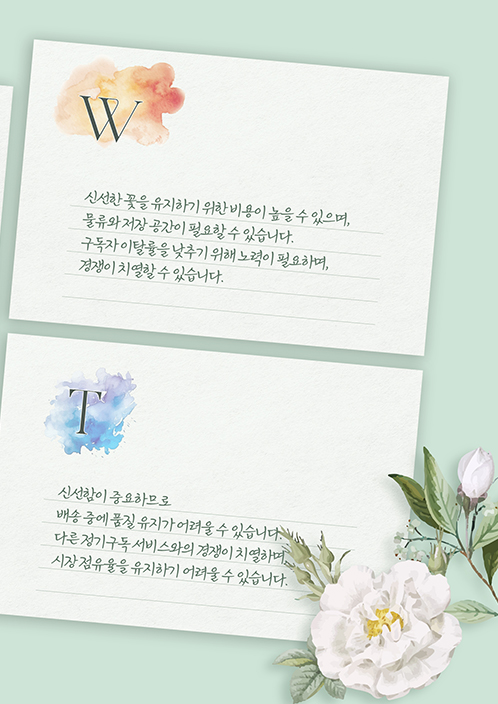 W
신선한 꽃을 유지하기 위한 비용이 높을 수 있으며,
물류와 저장 공간이 필요할 수 있습니다.
구독자 이탈률을 낮추기 위해 노력이 필요하며,
경쟁이 치열할 수 있습니다.
T
신선함이 중요하므로
배송 중에 품질 유지가 어려울 수 있습니다.
다른 정기구독 서비스와의 경쟁이 치열하며
시장 점유율을 유지하기 어려울 수 있습니다.